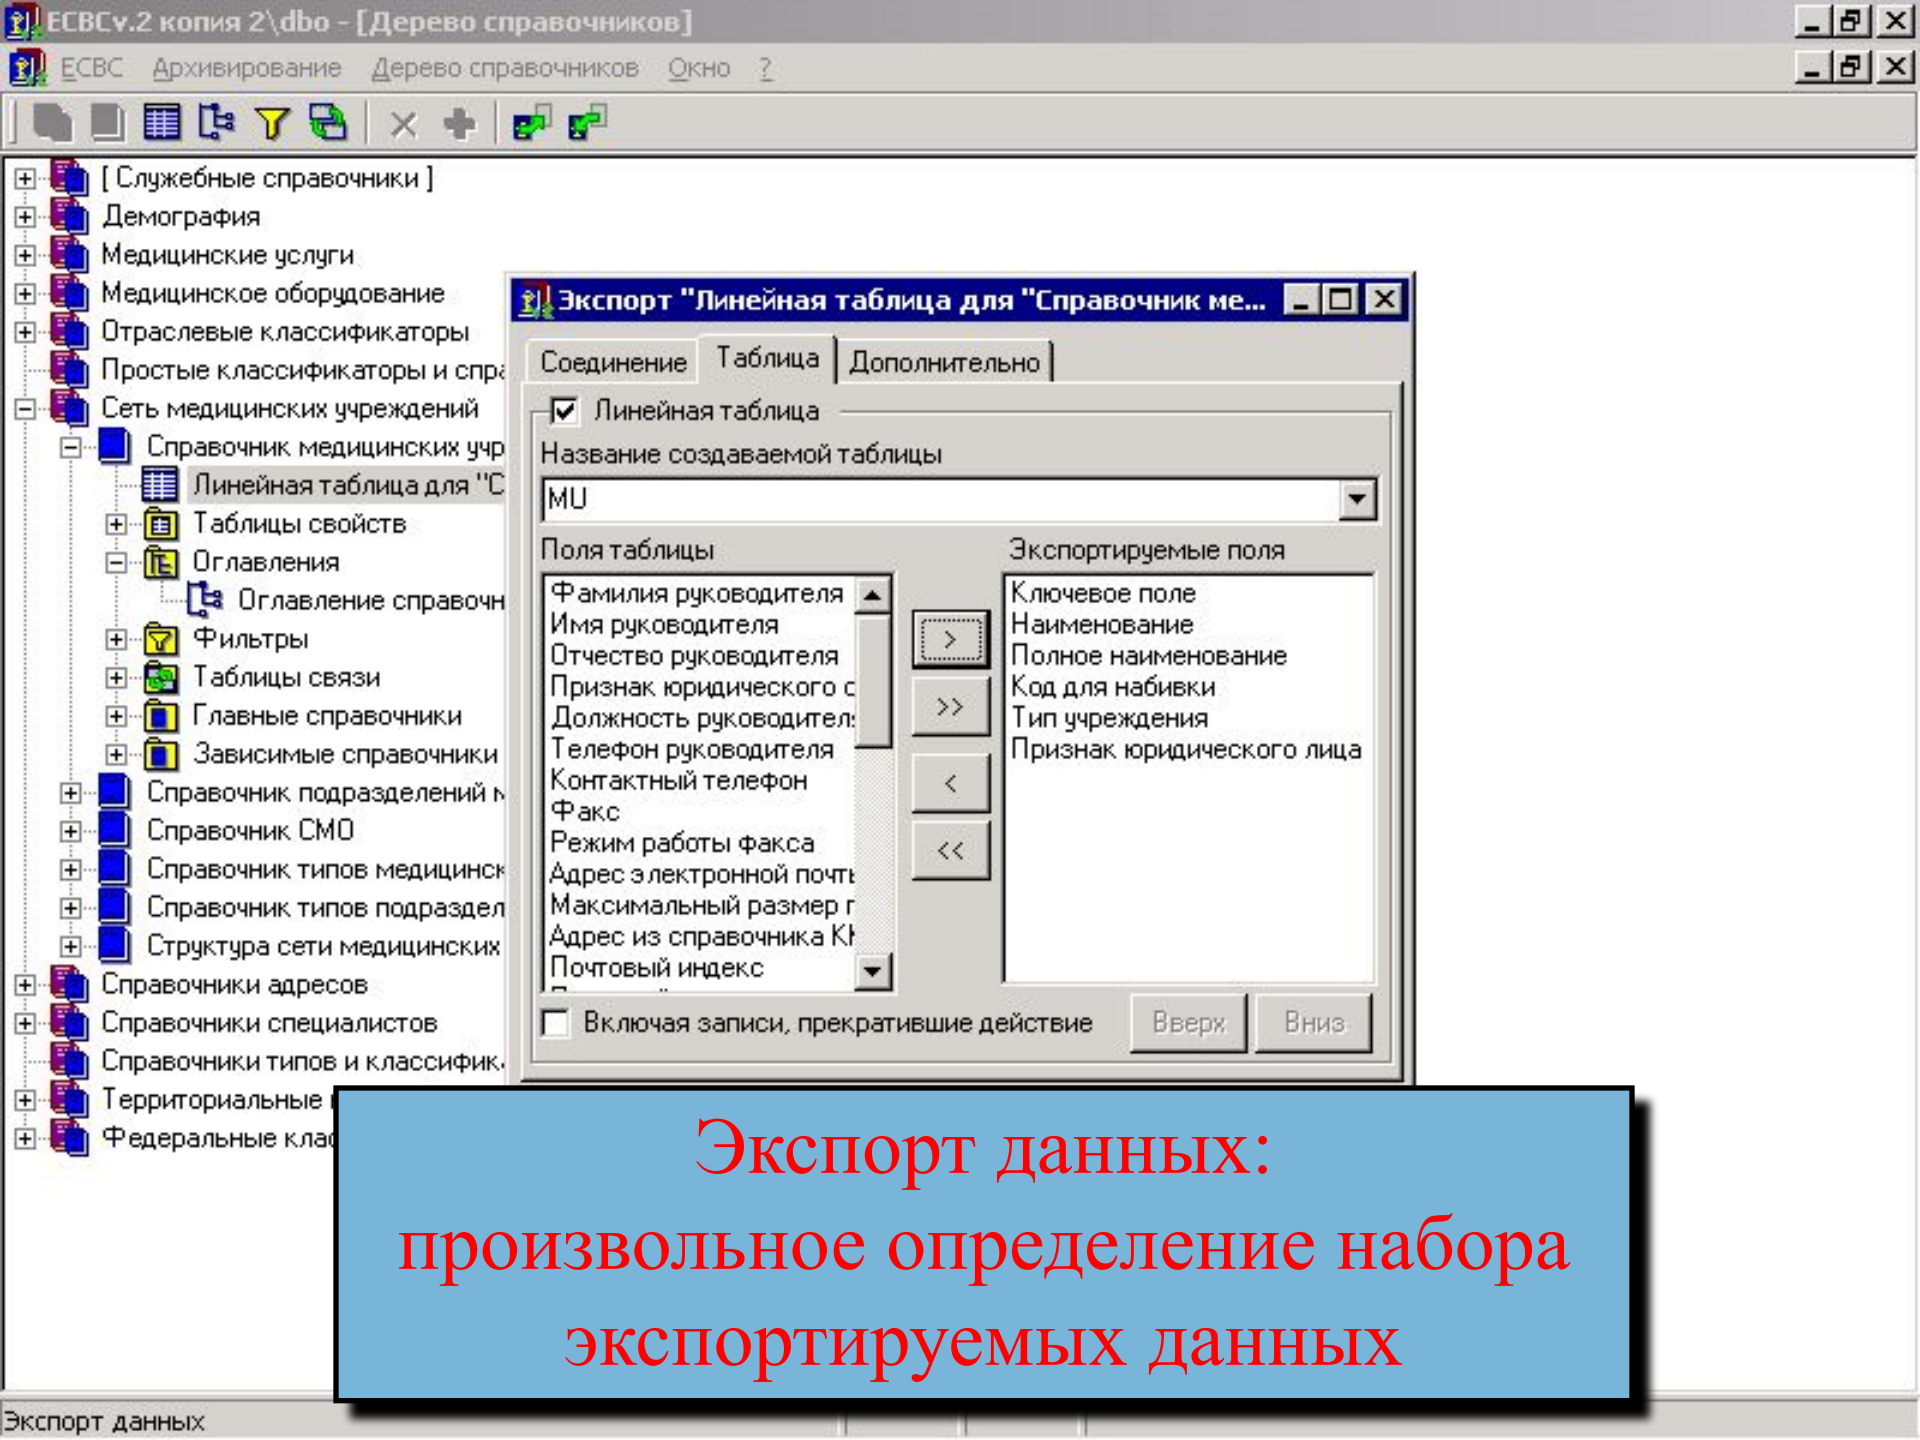 ЕСВСv.2 копия 2\dbo - [Дерево справочников]
ЕСВС Архивирование Дерево справочников Окно ?
[ Служебные справочники ]
Демография
Медицинские услуги
Медицинское оборудование
Отраслевые классификаторы
Простые классификаторы и спра
Сеть медицинских учреждений
Справочник медицинских учр
Линейная таблица для "С
Таблицы свойств
Оглавления
Оглавление справочн
Фильтры
Таблицы связи
Главные справочники
Зависимые справочники
Справочник подразделений м
Справочник СМО
Справочник типов медицинск
Справочник типов подраздел
Структура сети медицинских
Справочники адресов
Справочники специалистов
Справочники типов и классифик
Территориальные
Федеральные клас
Экспорт "Линейная таблица для "Справочник ме...
Соединение Таблица Дополнительно
Линейная таблица
Название создаваемой таблицы
MU
Поля таблицы
Фамилия руководителя
Имя руководителя
Отчество руководителя
Признак юридического
Должность руководител
Телефон руководителя
Контактный телефон
Факс
Режим работы факса
Адрес электронной почт
Максимальный размер
Адрес из справочника К
Почтовый индекс
>
>>
<
<<
Экспортируемые поля
Ключевое поле
Наименование
Полное наименование
Код для набивки
Тип учреждения
Признак юридического лица
Включая записи, прекратившие действие
Вверх Вниз
Экспорт данных:
произвольное определение набора
экспортируемых данных
Экспорт данных